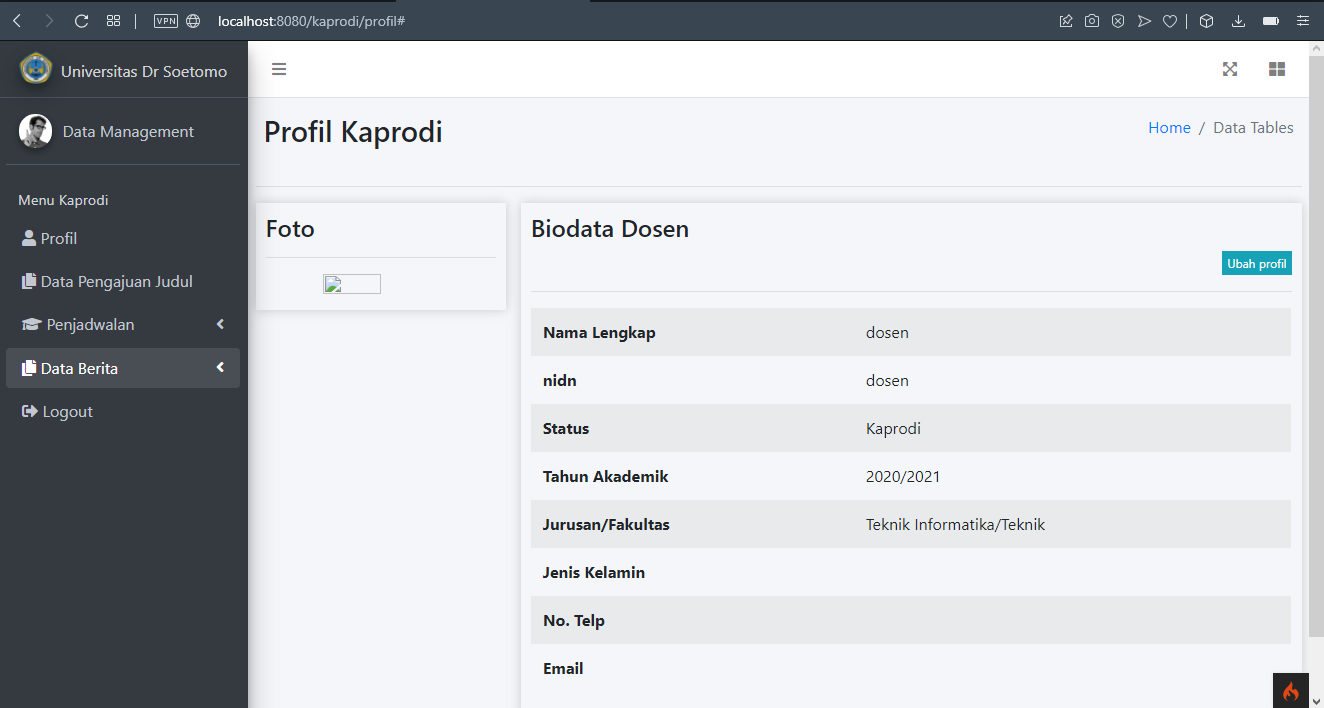 VPN localhost:8080/kaprodi/profil#
Universitas Dr Soetomo
Data Management
Menu Kaprodi
Profil
Data Pengajuan Judul
Penjadwalan
Data Berita
Logout
Profil Kaprodi
Home / Data Tables
Foto
Biodata Dosen
Ubah profil
Nama Lengkap dosen
nidn dosen
Status Kaprodi
Tahun Akademik 2020/2021
Jurusan/Fakultas Teknik Informatika/Teknik
Jenis Kelamin
No. Telp
Email